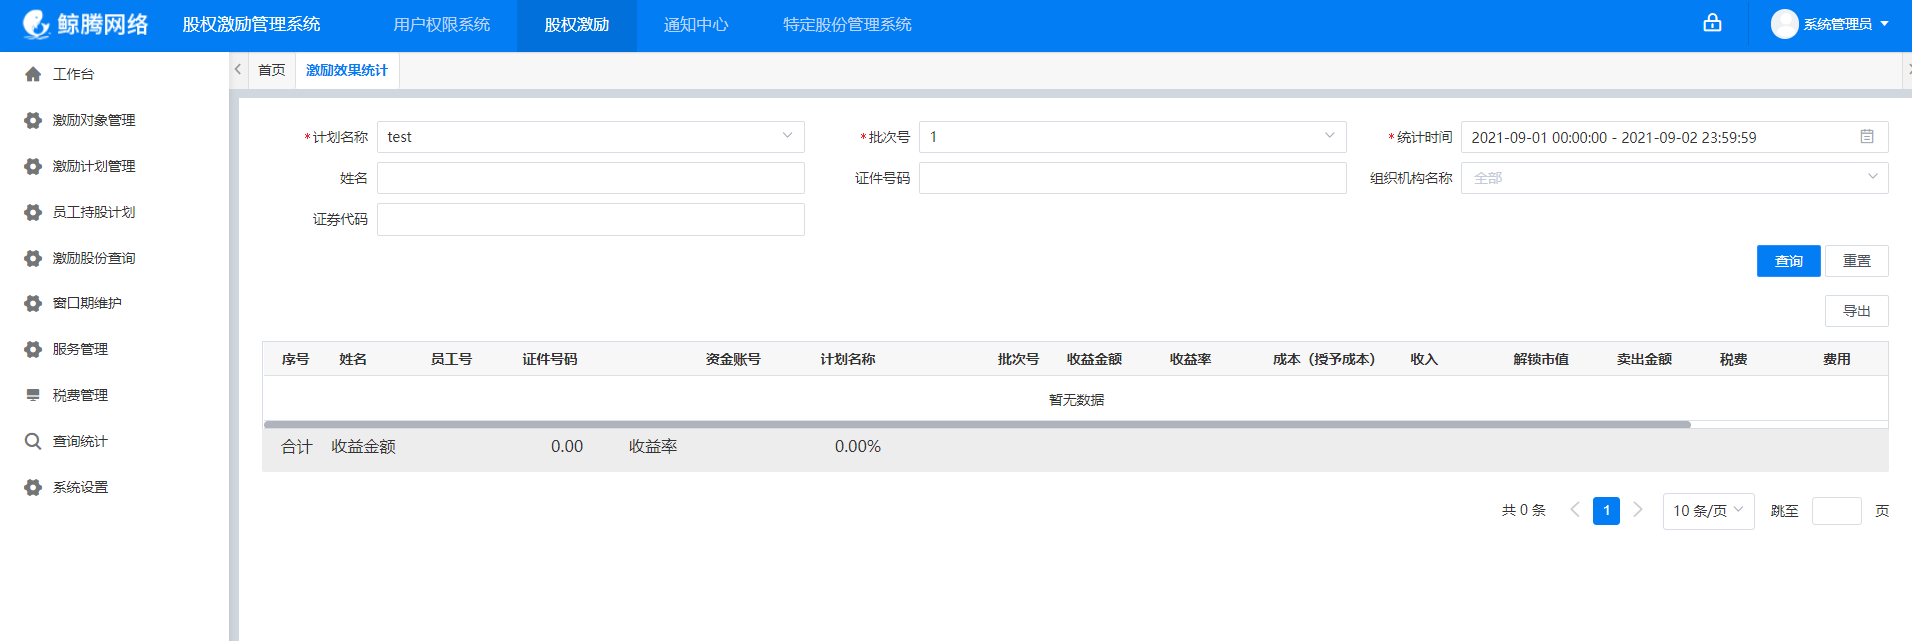 鲸腾网络 股权激励管理系统 用户权限系统 股权激励 通知中心 特定股份管理系统 系统管理员
工作台
激励对象管理
激励计划管理
员工持股计划
激励股份查询
窗口期维护
服务管理
税费管理
查询统计
系统设置
首页 激励效果统计
*计划名称 test *批次号 1 *统计时间 2021-09-01 00:00:00 - 2021-09-02 23:59:59
姓名 证件号码 组织机构名称 全部
证券代码
查询 重置
导出
序号 姓名 员工号 证件号码 资金账号 计划名称 批次号 收益金额 收益率 成本（授予成本） 收入 解锁市值 卖出金额 税费 费用
暂无数据
合计 收益金额 0.00 收益率 0.00%
共 0 条 1 10 条/页 跳至 页